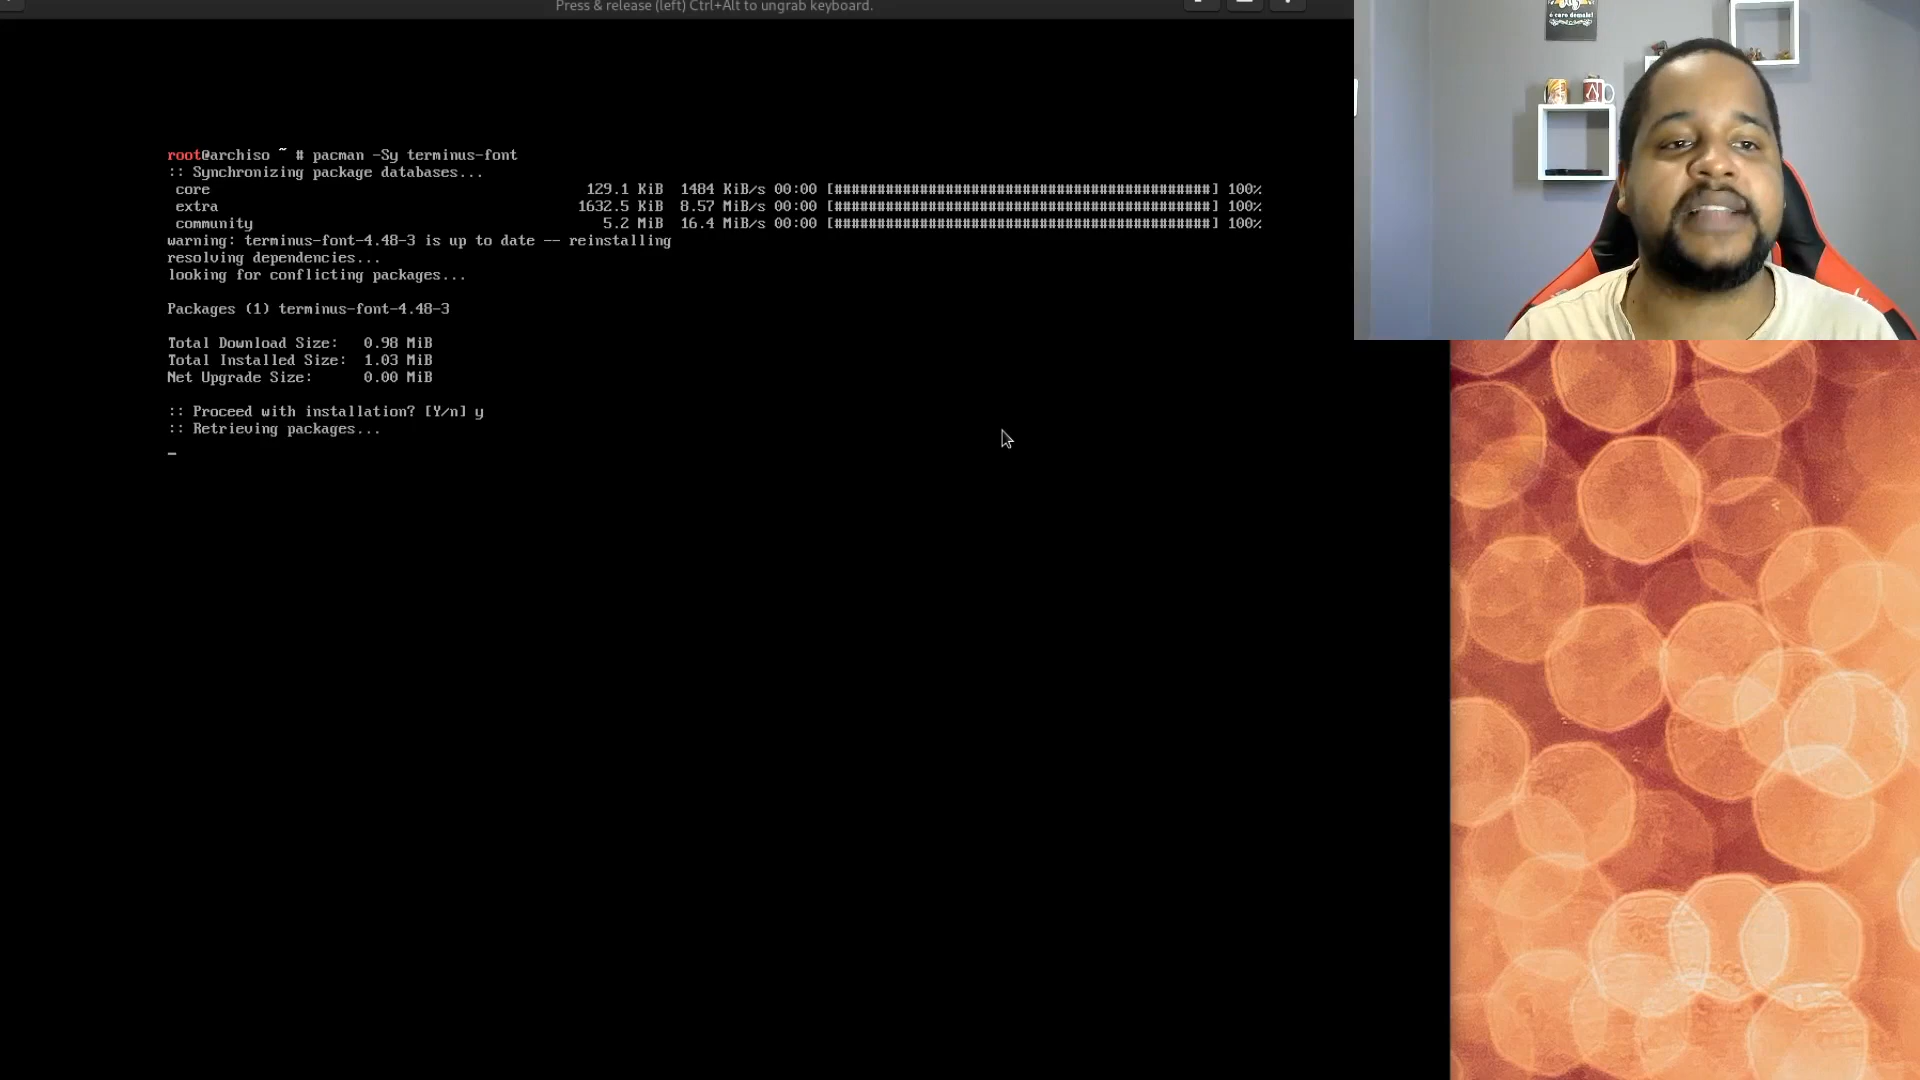 Press & release (left) Ctrl+Alt to ungrab keyboard.
é caro demais!
root@archiso ~ # pacman -Sy terminus-font
:: Synchronizing package databases...
core 129.1 KiB 1484 KiB/s 00:00 [############################################] 100%
extra 1632.5 KiB 8.57 MiB/s 00:00 [############################################] 100%
community 5.2 MiB 16.4 MiB/s 00:00 [############################################] 100%
warning: terminus-font-4.48-3 is up to date -- reinstalling
resolving dependencies...
looking for conflicting packages...
Packages (1) terminus-font-4.48-3
Total Download Size: 0.98 MiB
Total Installed Size: 1.03 MiB
Net Upgrade Size: 0.00 MiB
:: Proceed with installation? [Y/n] y
:: Retrieving packages...